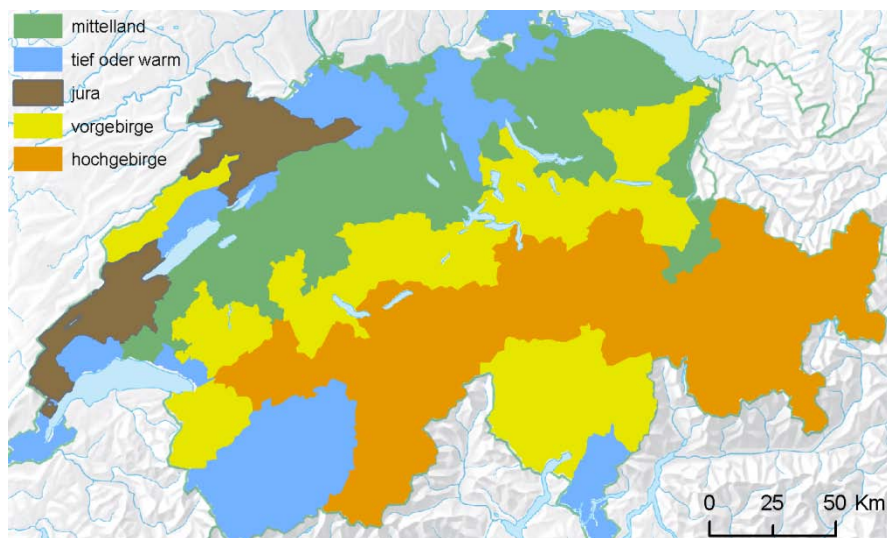 mittelland
tief oder warm
jura
vorgebirge
hochgebirge
0 25 50 Km